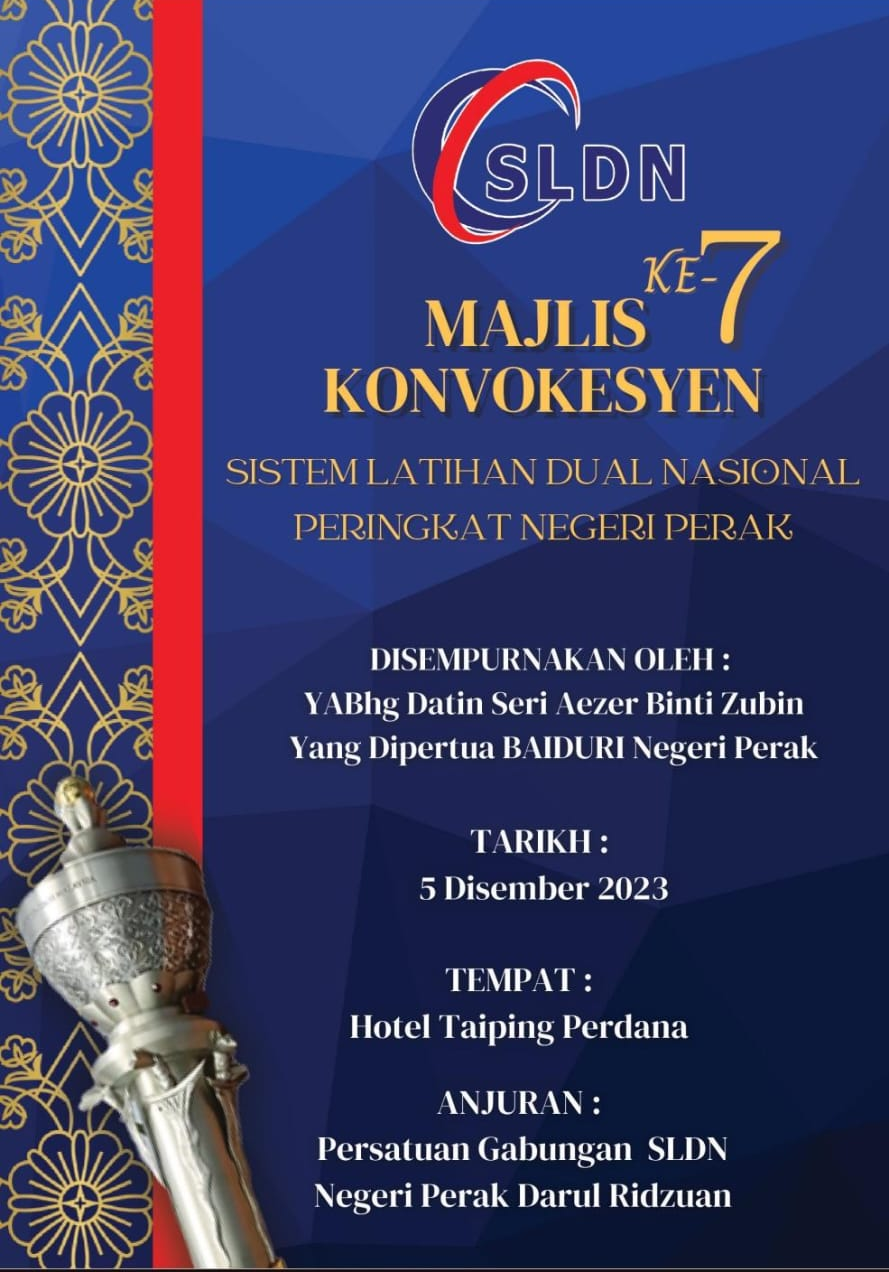 SLDN
KE-7
MAJLIS
KONVOKESYEN
SISTEM LATIHAN DUAL NASIONAL
PERINGKAT NEGERI PERAK
DISEMPURNAKAN OLEH :
YABhg Datin Seri Aezer Binti Zubin
Yang Dipertua BAIDURI Negeri Perak
TARIKH :
5 Disember 2023
TEMPAT :
Hotel Taiping Perdana
ANJURAN :
Persatuan Gabungan SLDN
Negeri Perak Darul Ridzuan